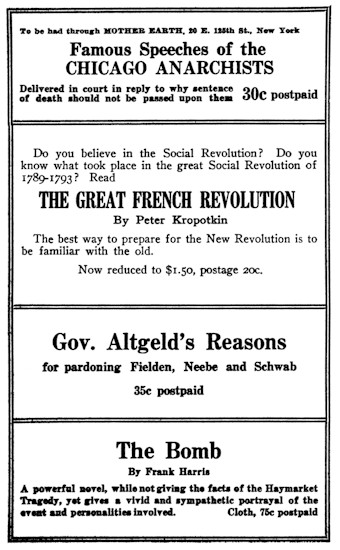 To be had through MOTHER EARTH, 20 E. 125th St., New York
Famous Speeches of the
CHICAGO ANARCHISTS
Delivered in court in reply to why sentence
of death should not be passed upon them 30c postpaid
Do you believe in the Social Revolution? Do you
know what took place in the great Social Revolution of
1789-1793? Read
THE GREAT FRENCH REVOLUTION
By Peter Kropotkin
The best way to prepare for the New Revolution is to
be familiar with the old.
Now reduced to $1.50, postage 20c.
Gov. Altgeld's Reasons
for pardoning Fielden, Neebe and Schwab
35c postpaid
The Bomb
By Frank Harris
A powerful novel, while not giving the facts of the Haymarket
Tragedy, yet gives a vivid and sympathetic portrayal of the
event and personalities involved. Cloth, 75c postpaid